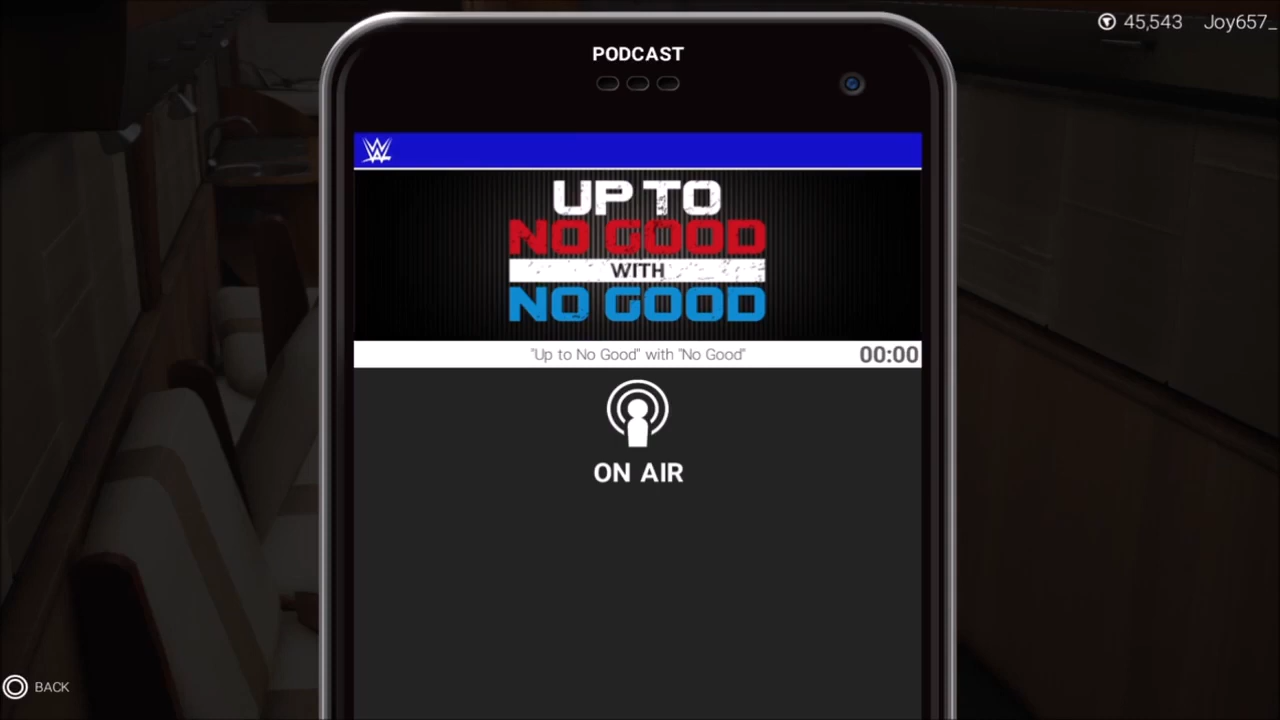 45,543 Joy657_
PODCAST
W
UP TO
NO GOOD
WITH
NO GOOD
"Up to No Good" with "No Good" 00:00
ON AIR
BACK